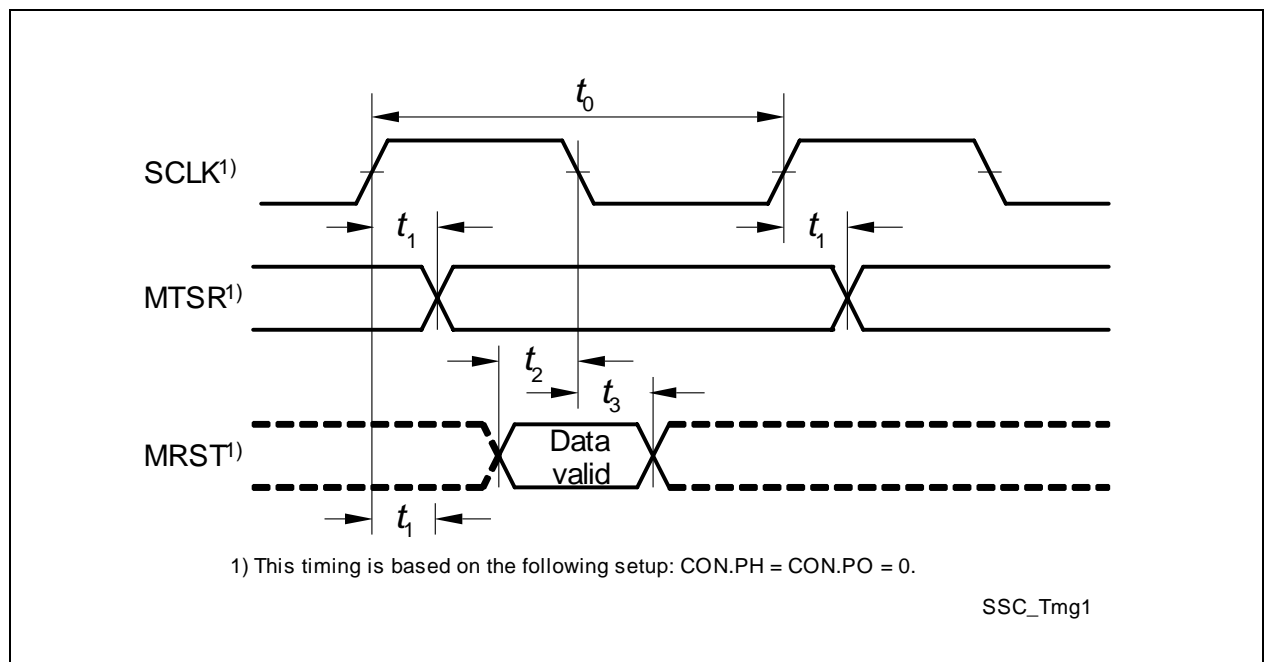 t0
SCLK1)
t1
t1
MTSR1)
t2
t3
MRST1)
Data
valid
t1
1) This timing is based on the following setup: CON.PH = CON.PO = 0.
SSC_Tmg1